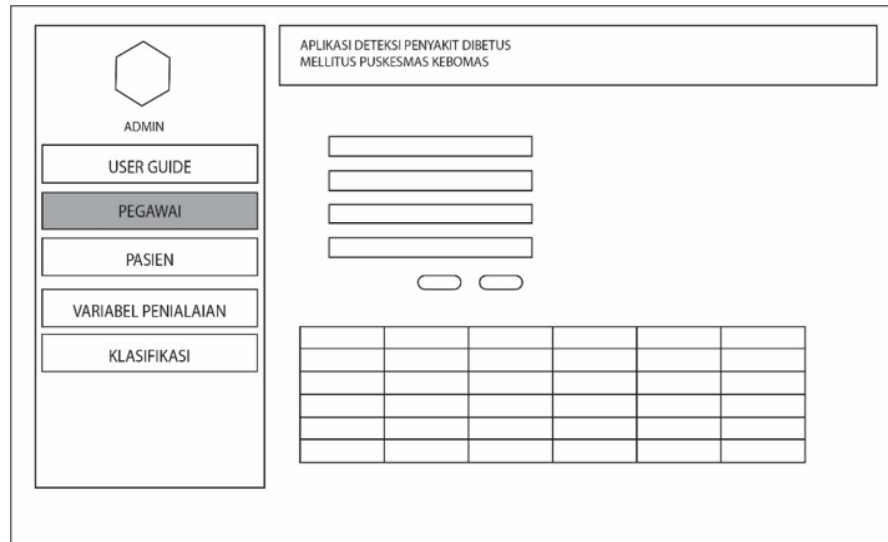 APLIKASI DETEKSI PENYAKIT DIBETUS
MELLITUS PUSKESMAS KEBOMAS
ADMIN
USER GUIDE
PEGAWAI
PASIEN
VARIABEL PENIALAIAN
KLASIFIKASI